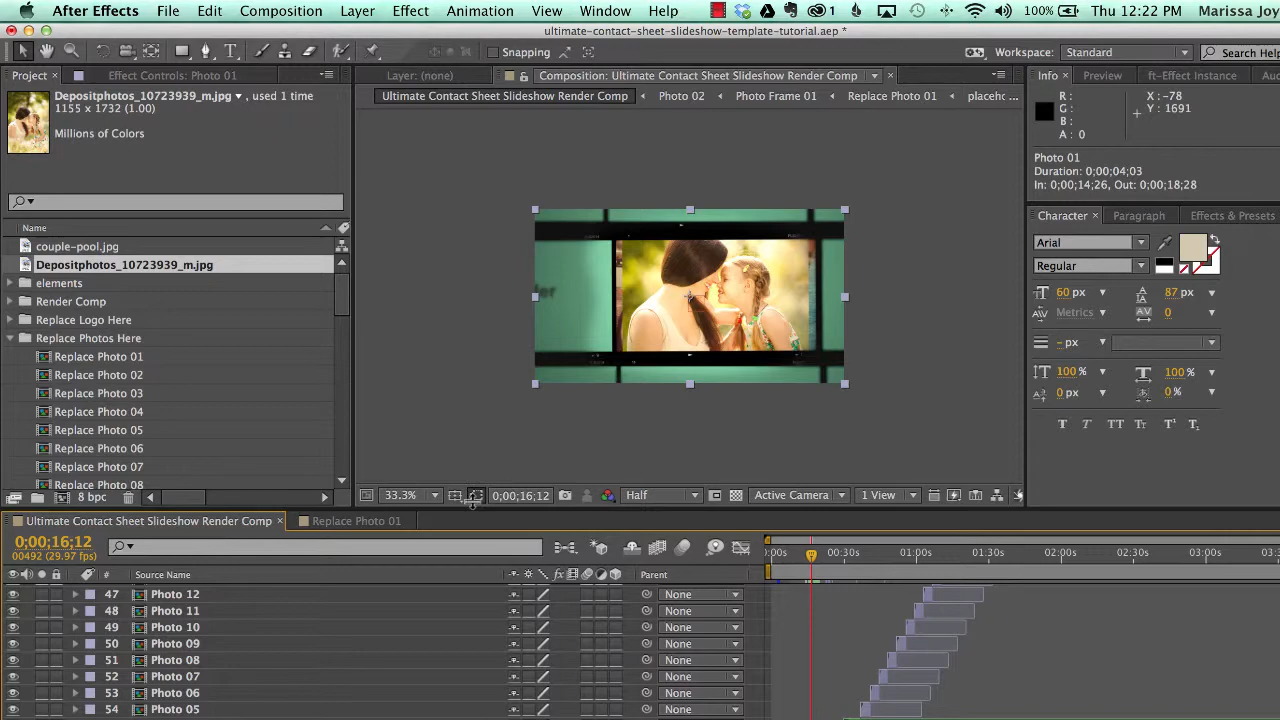 After Effects File Edit Composition Layer Effect Animation View Window Help 1 100% Thu 12:22 PM Marissa Joy
ultimate-contact-sheet-slideshow-template-tutorial.aep *
Snapping Workspace: Standard Search Help
Project Effect Controls: Photo 01 Layer: (none) Composition: Ultimate Contact Sheet Slideshow Render Comp Info Preview ft-Effect Instance Au
Depositphotos_10723939_m.jpg , used 1 time
1155 x 1732 (1.00)
Millions of Colors
Ultimate Contact Sheet Slideshow Render Comp Photo 02 Photo Frame 01 Replace Photo 01 placeho ...
R :
G :
B :
A : 0
X : -78
Y : 1691
Photo 01
Duration: 0;00;04;03
In: 0;00;14;26, Out: 0;00;18;28
Name
couple-pool.jpg
Depositphotos_10723939_m.jpg
elements
Render Comp
Replace Logo Here
Replace Photos Here
Replace Photo 01
Replace Photo 02
Replace Photo 03
Replace Photo 04
Replace Photo 05
Replace Photo 06
Replace Photo 07
Replace Photo 08
8 bpc
Character Paragraph Effects & Presets
Arial
Regular
60 px 87 px
Metrics 0
– px
100% 100%
0 px 0%
T T TT Tт T¹ T₁
33.3% 0;00;16;12 Half Active Camera 1 View
Ultimate Contact Sheet Slideshow Render Comp Replace Photo 01
0;00;16;12
00492 (29.97 fps)
:00s 00:30s 01:00s 01:30s 02:00s 02:30s 03:00s 03:
# Source Name fx Parent
47 Photo 12 None
48 Photo 11 None
49 Photo 10 None
50 Photo 09 None
51 Photo 08 None
52 Photo 07 None
53 Photo 06 None
54 Photo 05 None